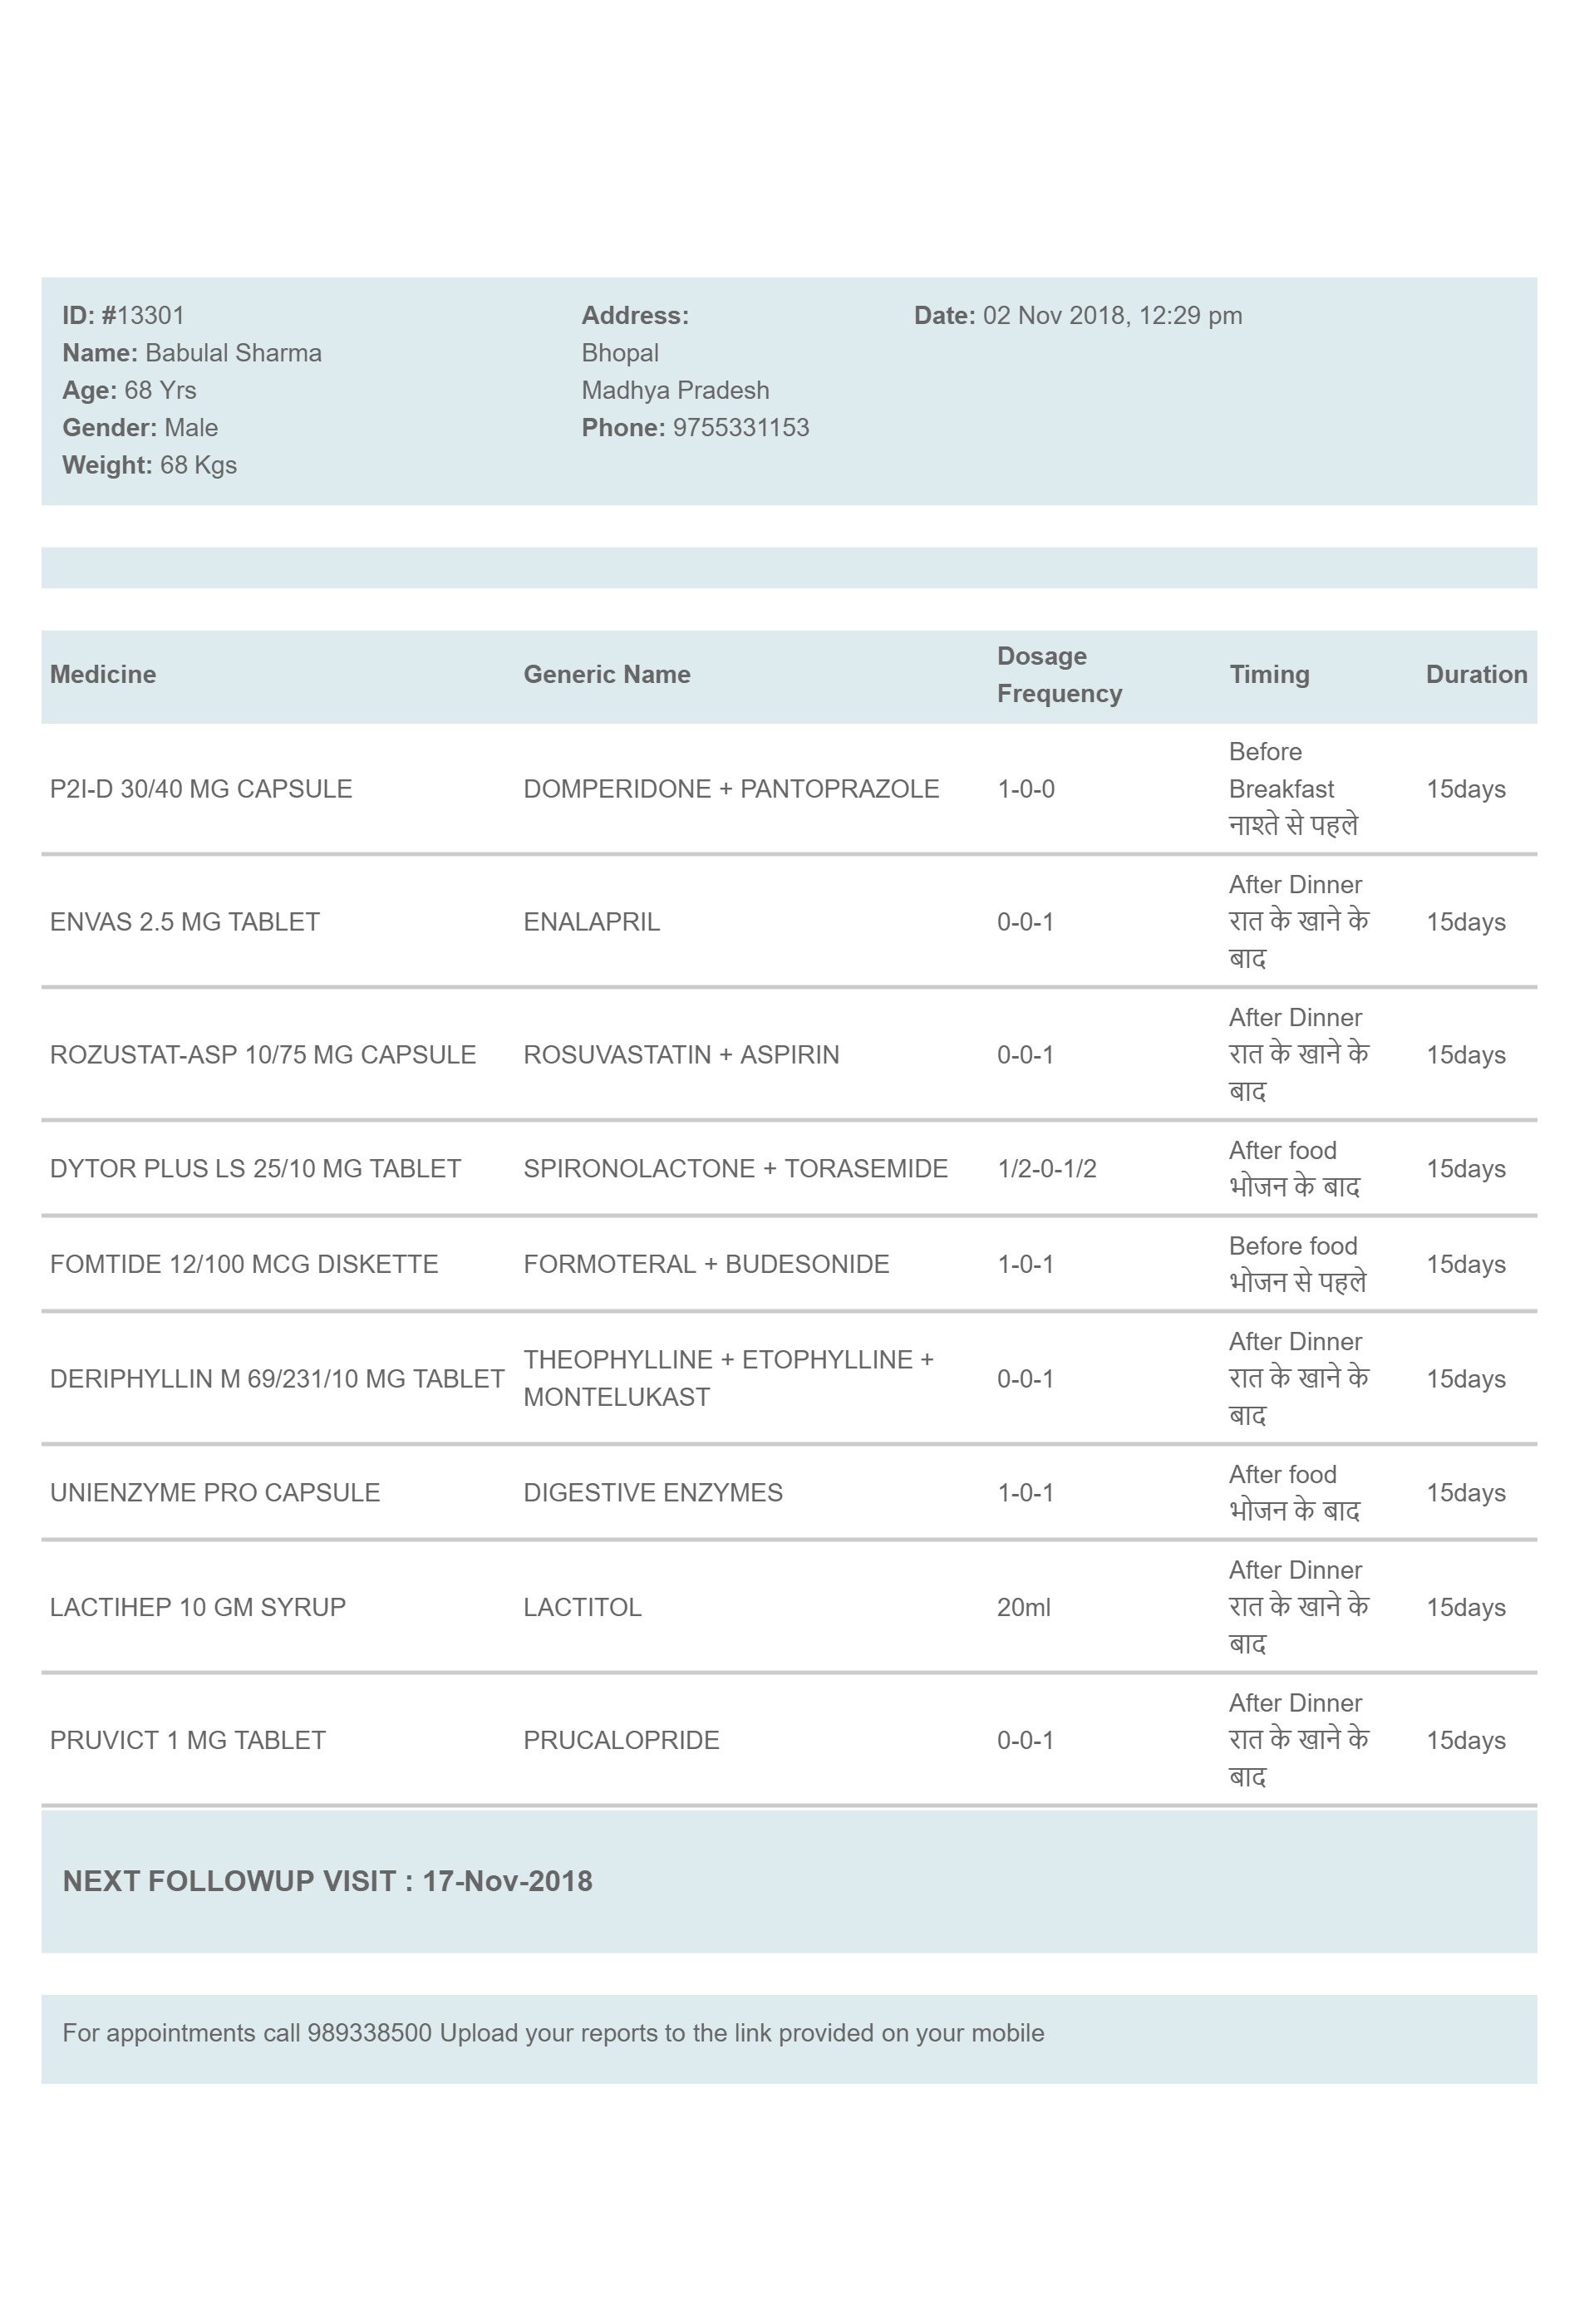 ID: #13301
Name: Babulal Sharma
Age: 68 Yrs
Gender: Male
Weight: 68 Kgs
Address:
Bhopal
Madhya Pradesh
Phone: 9755331153
Date: 02 Nov 2018, 12:29 pm
Medicine Generic Name Dosage Frequency Timing Duration
P2I-D 30/40 MG CAPSULE DOMPERIDONE + PANTOPRAZOLE 1-0-0 Before Breakfast नाश्ते से पहले 15days
ENVAS 2.5 MG TABLET ENALAPRIL 0-0-1 After Dinner रात के खाने के बाद 15days
ROZUSTAT-ASP 10/75 MG CAPSULE ROSUVASTATIN + ASPIRIN 0-0-1 After Dinner रात के खाने के बाद 15days
DYTOR PLUS LS 25/10 MG TABLET SPIRONOLACTONE + TORASEMIDE 1/2-0-1/2 After food भोजन के बाद 15days
FOMTIDE 12/100 MCG DISKETTE FORMOTERAL + BUDESONIDE 1-0-1 Before food भोजन से पहले 15days
DERIPHYLLIN M 69/231/10 MG TABLET THEOPHYLLINE + ETOPHYLLINE + MONTELUKAST 0-0-1 After Dinner रात के खाने के बाद 15days
UNIENZYME PRO CAPSULE DIGESTIVE ENZYMES 1-0-1 After food भोजन के बाद 15days
LACTIHEP 10 GM SYRUP LACTITOL 20ml After Dinner रात के खाने के बाद 15days
PRUVICT 1 MG TABLET PRUCALOPRIDE 0-0-1 After Dinner रात के खाने के बाद 15days
NEXT FOLLOWUP VISIT : 17-Nov-2018
For appointments call 989338500 Upload your reports to the link provided on your mobile